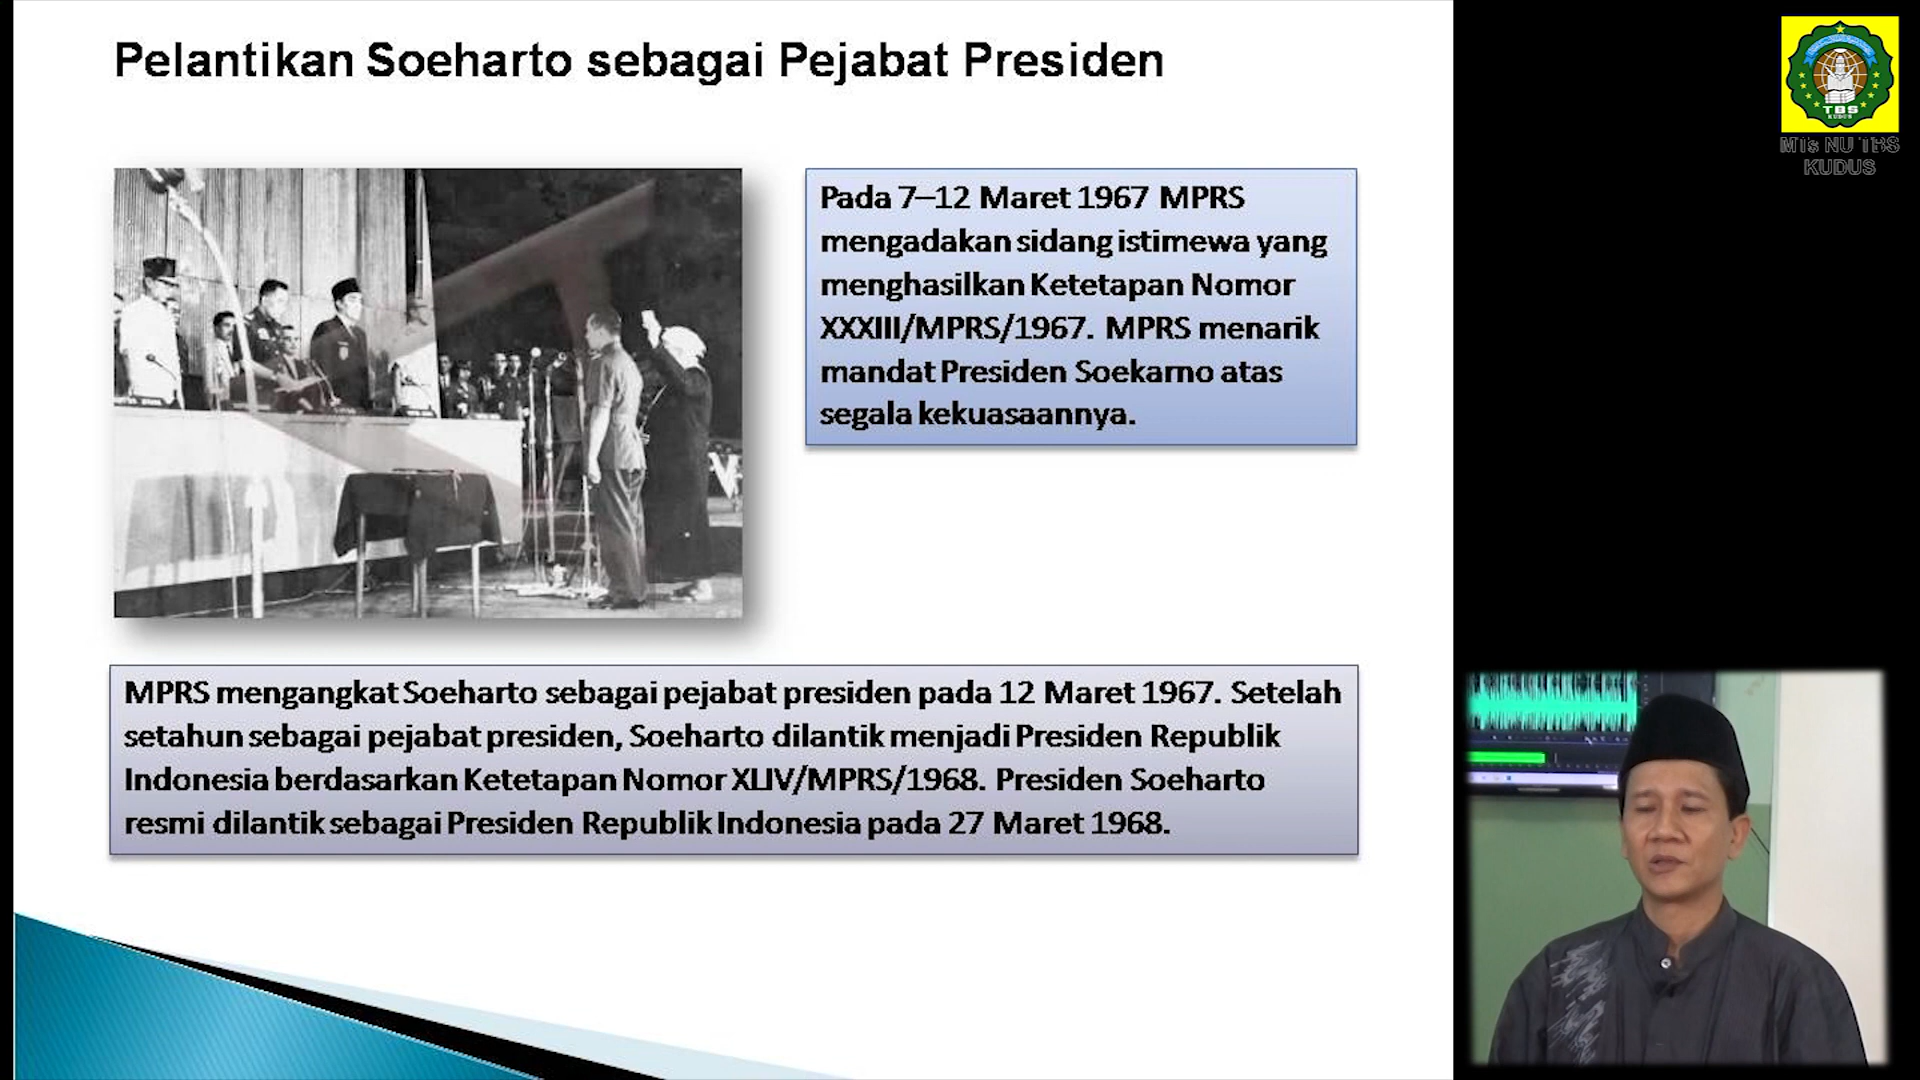 Pelantikan Soeharto sebagai Pejabat Presiden
Pada 7–12 Maret 1967 MPRS
mengadakan sidang istimewa yang
menghasilkan Ketetapan Nomor
XXXIII/MPRS/1967. MPRS menarik
mandat Presiden Soekarno atas
segala kekuasaannya.
MPRS mengangkat Soeharto sebagai pejabat presiden pada 12 Maret 1967. Setelah
setahun sebagai pejabat presiden, Soeharto dilantik menjadi Presiden Republik
Indonesia berdasarkan Ketetapan Nomor XLIV/MPRS/1968. Presiden Soeharto
resmi dilantik sebagai Presiden Republik Indonesia pada 27 Maret 1968.
TBS
KUDUS
MTs NU TBS
KUDUS